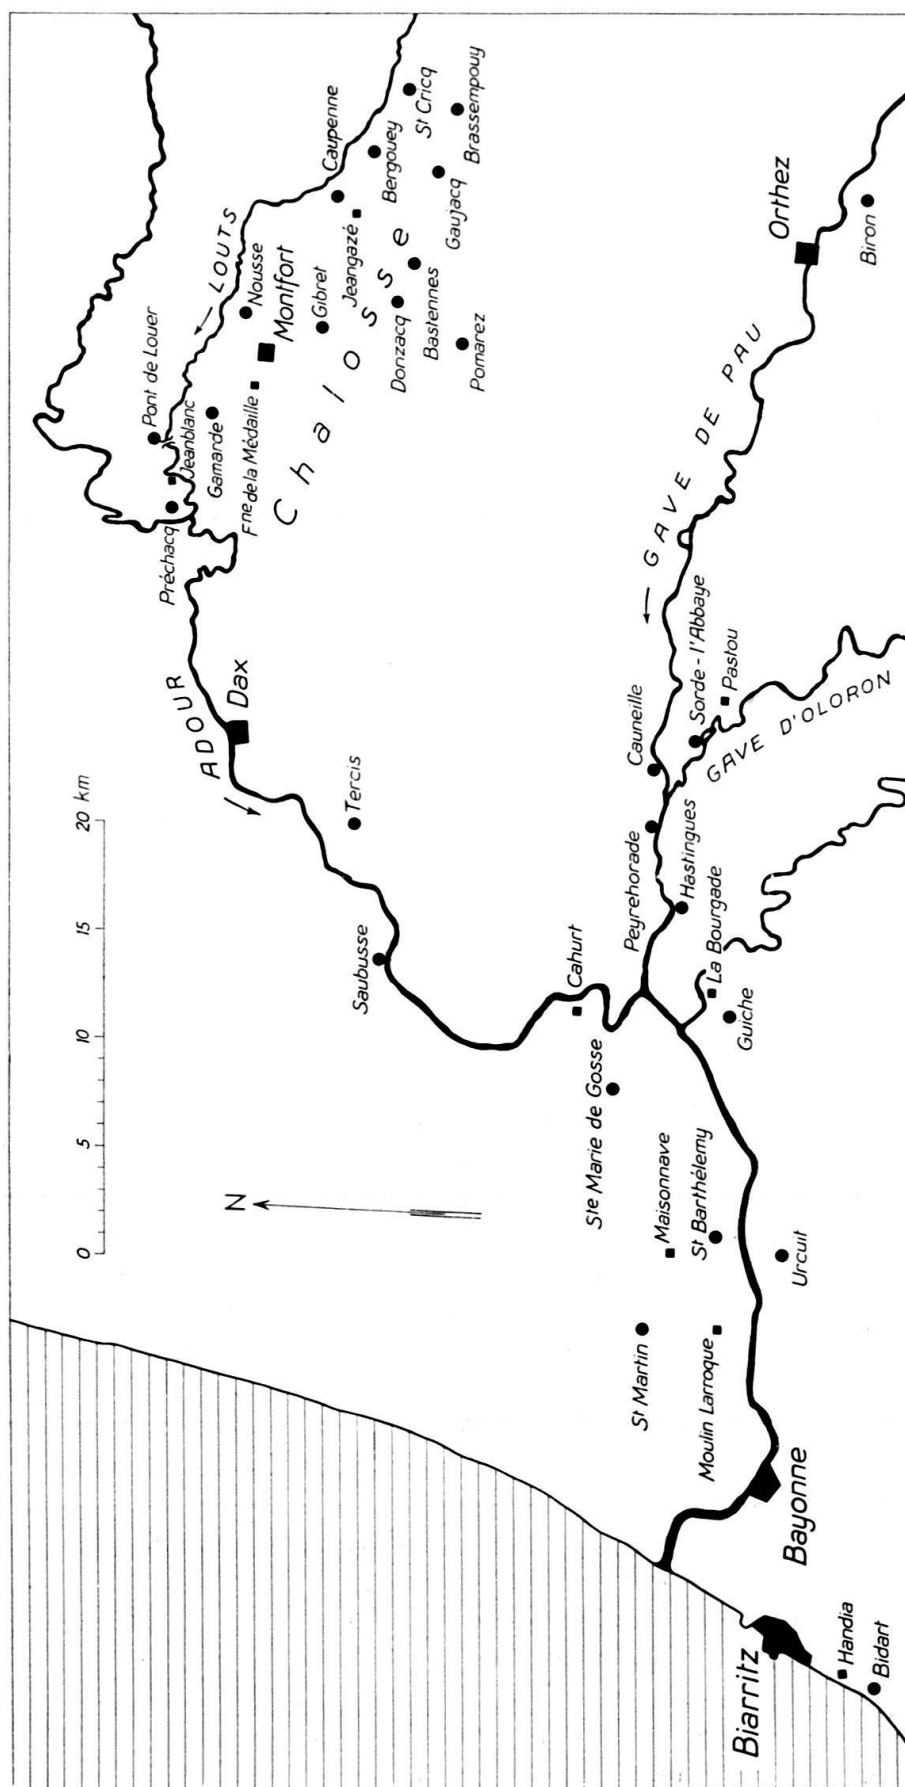 Pont de Louer
LOUTS
Caupenne
St Cricq
Préchacq
Jeanblanc
Nousse
Bergouey
Brassempouy
Gamarde
Montfort
Jeangazé
Gaujacq
Fne de la Médaille
Gibret
Chalosse
Donzacq
Bastennes
Pomarez
ADOUR
Dax
Tercis
Saubusse
0 5 10 15 20 km
N
Orthez
Biron
GAVE DE PAU
Cauneille
Sorde-l'Abbaye
Pastou
GAVE D'OLORON
Peyrehorade
Hastingues
La Bourgade
Guiche
Cahurt
Ste Marie de Gosse
Maisonnave
St Barthélemy
Urcuit
St Martin
Moulin Larroque
Bayonne
Biarritz
Handia
Bidart